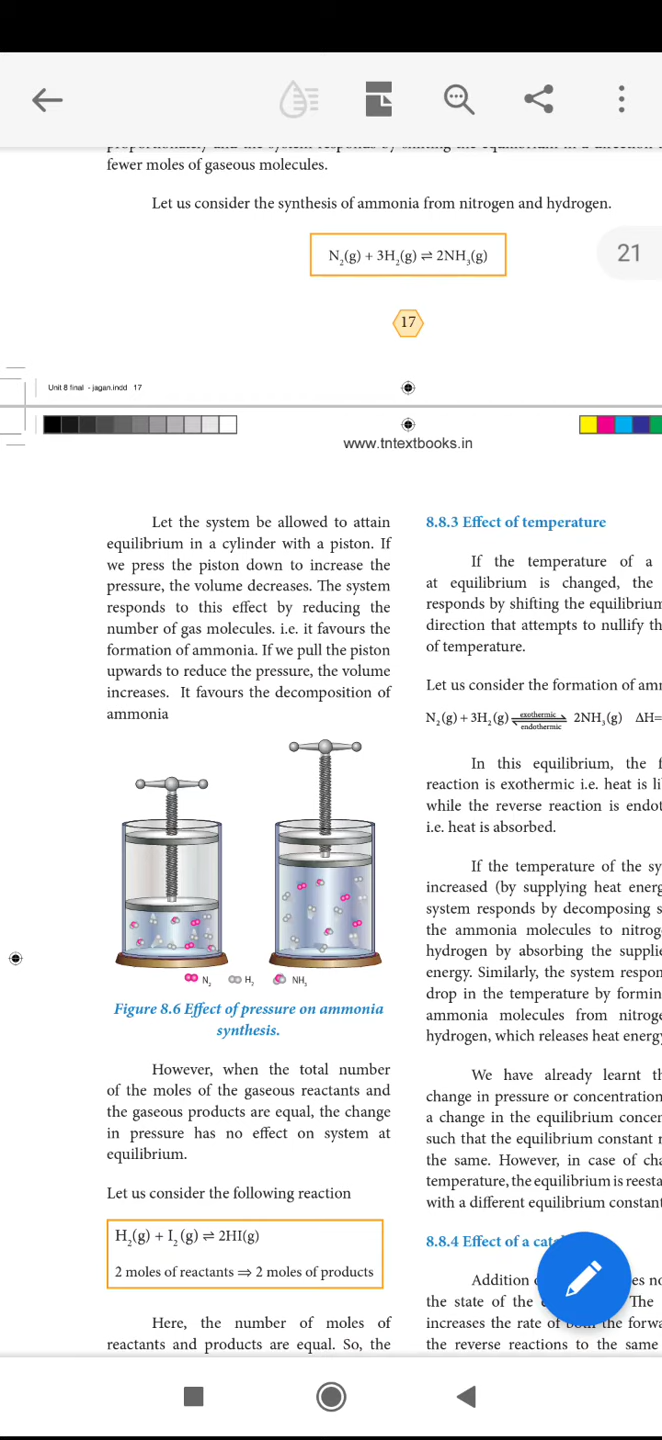 fewer moles of gaseous molecules.
Let us consider the synthesis of ammonia from nitrogen and hydrogen.
N₂(g) + 3H₂(g) ⇌ 2NH₃(g)
21
17
Unit 8 final - jagan.indd 17
www.tntextbooks.in
Let the system be allowed to attain
equilibrium in a cylinder with a piston. If
we press the piston down to increase the
pressure, the volume decreases. The system
responds to this effect by reducing the
number of gas molecules. i.e. it favours the
formation of ammonia. If we pull the piston
upwards to reduce the pressure, the volume
increases. It favours the decomposition of
ammonia
N₂ H₂ NH₃
Figure 8.6 Effect of pressure on ammonia
synthesis.
However, when the total number
of the moles of the gaseous reactants and
the gaseous products are equal, the change
in pressure has no effect on system at
equilibrium.
Let us consider the following reaction
H₂(g) + I₂(g) ⇌ 2HI(g)
2 moles of reactants ⇒ 2 moles of products
Here, the number of moles of
reactants and products are equal. So, the
8.8.3 Effect of temperature
If the temperature of a
at equilibrium is changed, the
responds by shifting the equilibrium
direction that attempts to nullify th
of temperature.
Let us consider the formation of amm
N₂(g) + 3H₂(g) exothermic ⇌ endothermic 2NH₃(g) ΔH=
In this equilibrium, the f
reaction is exothermic i.e. heat is li
while the reverse reaction is endot
i.e. heat is absorbed.
If the temperature of the sy
increased (by supplying heat energ
system responds by decomposing s
the ammonia molecules to nitroge
hydrogen by absorbing the supplie
energy. Similarly, the system respon
drop in the temperature by formin
ammonia molecules from nitroge
hydrogen, which releases heat energy
We have already learnt th
change in pressure or concentration
a change in the equilibrium concen
such that the equilibrium constant r
the same. However, in case of cha
temperature, the equilibrium is reesta
with a different equilibrium constant
8.8.4 Effect of a cat
Addition es no
the state of the The
increases the rate of the forwa
the reverse reactions to the same